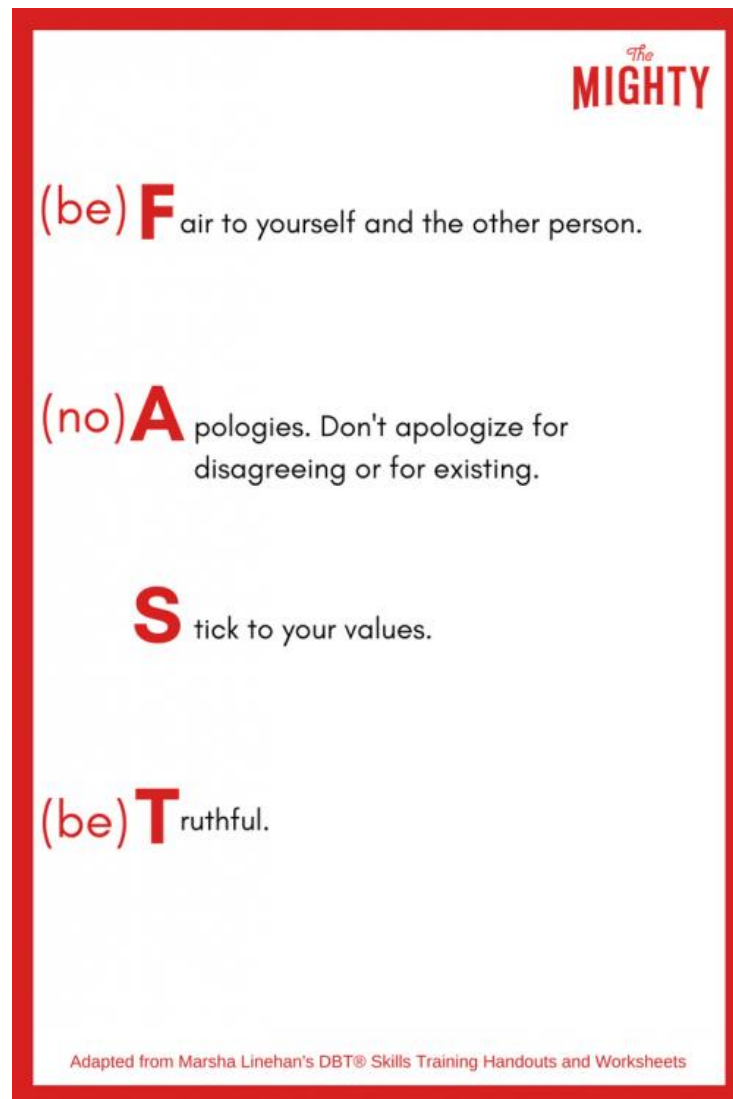 The
MIGHTY
(be) Fair to yourself and the other person.
(no) Apologies. Don't apologize for
disagreeing or for existing.
Stick to your values.
(be) Truthful.
Adapted from Marsha Linehan's DBT® Skills Training Handouts and Worksheets